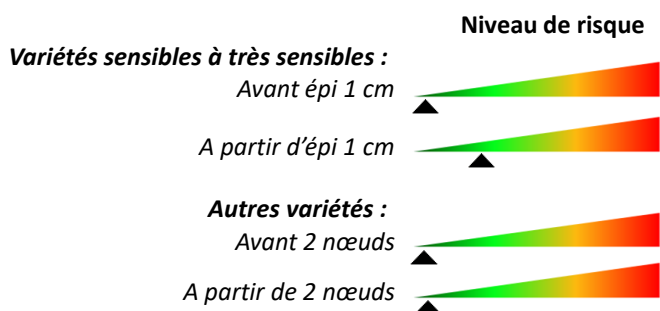 Niveau de risque
Variétés sensibles à très sensibles :
Avant épi 1 cm
A partir d'épi 1 cm
Autres variétés :
Avant 2 nœuds
A partir de 2 nœuds